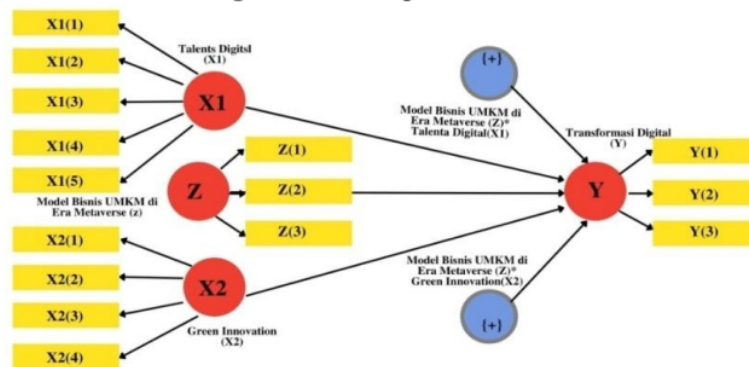 X1(1)
X1(2)
X1(3)
X1(4)
X1(5)
Talents Digitsl
(X1)
X1
Model Bisnis UMKM di
Era Metaverse (z)
Z
Z(1)
Z(2)
Z(3)
X2(1)
X2(2)
X2(3)
X2(4)
X2
Green Innovation
(X2)
{+}
Model Bisnis UMKM di
Era Metaverse (Z)*
Talenta Digital(X1)
Transformasi Digital
(Y)
Y
Y(1)
Y(2)
Y(3)
Model Bisnis UMKM di
Era Metaverse (Z)*
Green Innovation(X2)
{+}